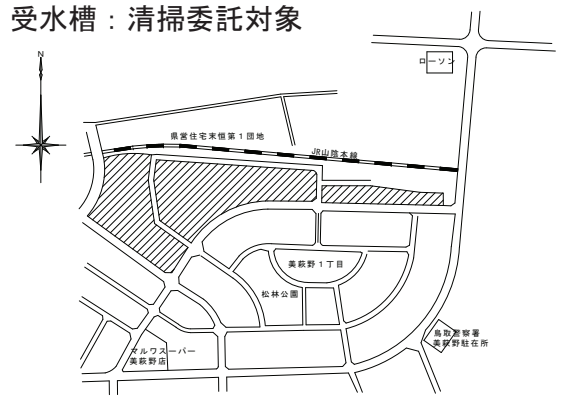 受水槽：清掃委託対象
N
ローソン
県営住宅末恒第１団地
JR山陰本線
美萩野１丁目
松林公園
鳥取警察署
美萩野駐在所
マルワスーパー
美萩野店